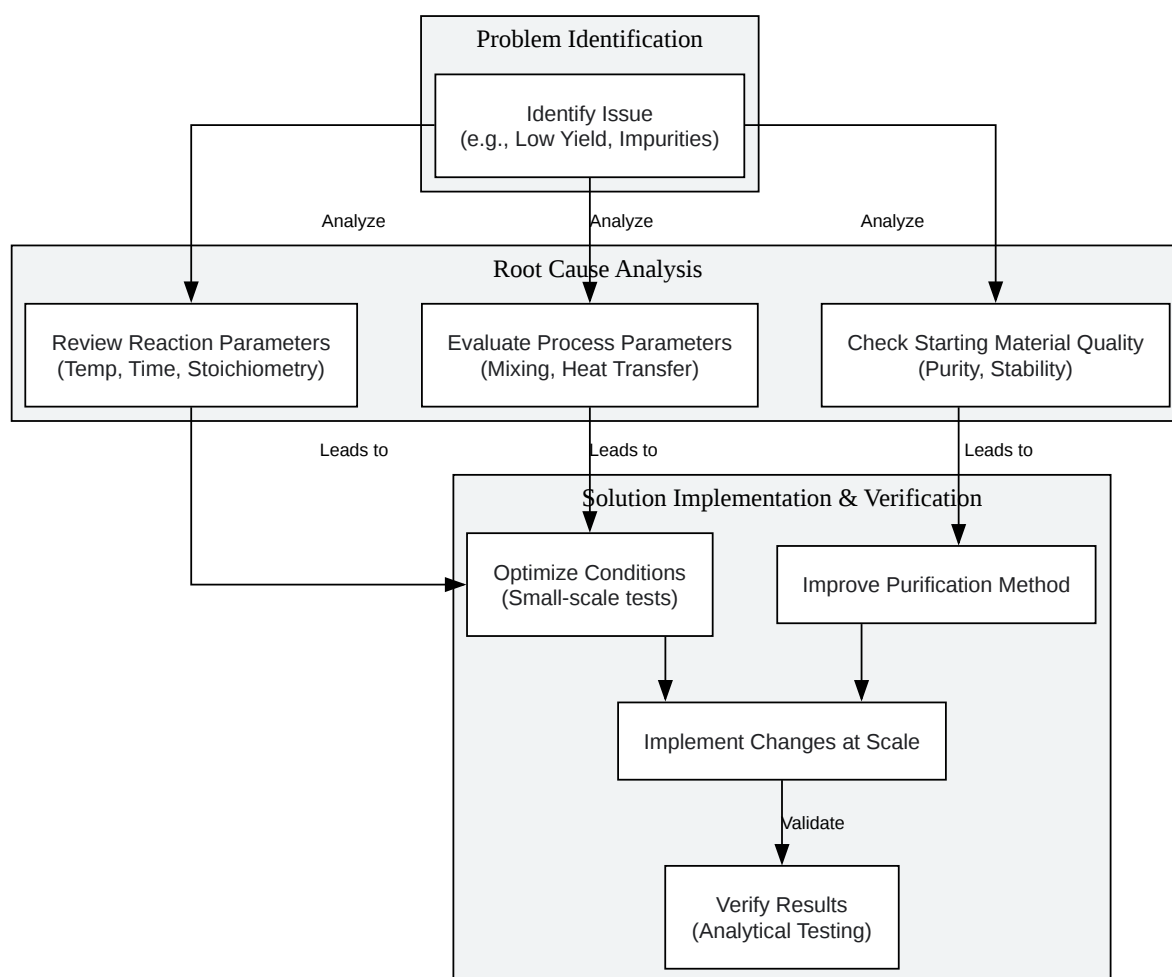 Problem Identification
Identify Issue
(e.g., Low Yield, Impurities)
Analyze
Analyze
Analyze
Root Cause Analysis
Review Reaction Parameters
(Temp, Time, Stoichiometry)
Evaluate Process Parameters
(Mixing, Heat Transfer)
Check Starting Material Quality
(Purity, Stability)
Leads to
Leads to
Leads to
Solution Implementation & Verification
Optimize Conditions
(Small-scale tests)
Improve Purification Method
Implement Changes at Scale
Validate
Verify Results
(Analytical Testing)